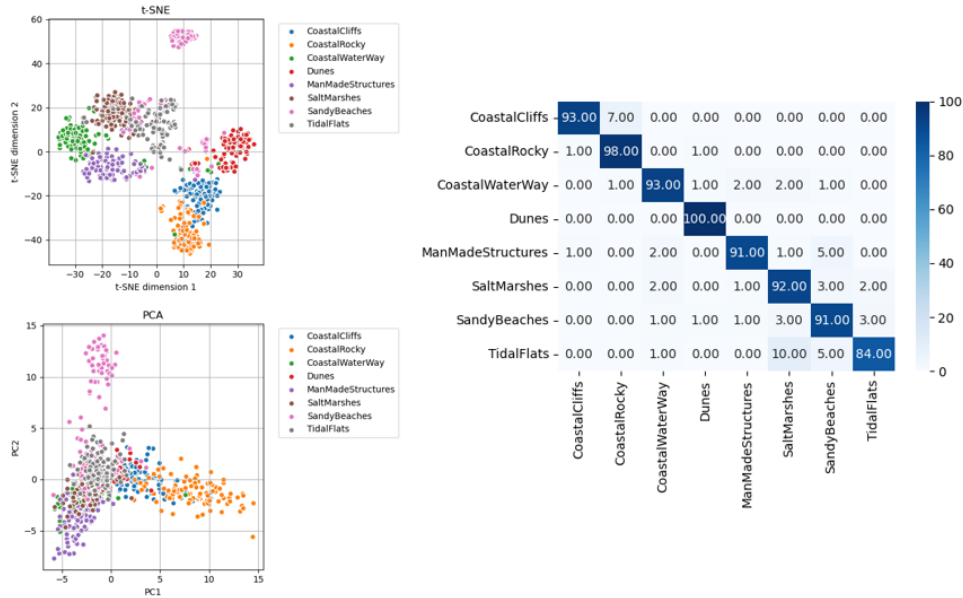 t-SNE
60
40
20
0
−20
−40
t-SNE dimension 2
−30 −20 −10 0 10 20 30
t-SNE dimension 1
CoastalCliffs
CoastalRocky
CoastalWaterWay
Dunes
ManMadeStructures
SaltMarshes
SandyBeaches
TidalFlats
PCA
15
10
5
0
−5
PC2
−5 0 5 10 15
PC1
CoastalCliffs
CoastalRocky
CoastalWaterWay
Dunes
ManMadeStructures
SaltMarshes
SandyBeaches
TidalFlats
CoastalCliffs 93.00 7.00 0.00 0.00 0.00 0.00 0.00 0.00
CoastalRocky 1.00 98.00 0.00 1.00 0.00 0.00 0.00 0.00
CoastalWaterWay 0.00 1.00 93.00 1.00 2.00 2.00 1.00 0.00
Dunes 0.00 0.00 0.00 100.00 0.00 0.00 0.00 0.00
ManMadeStructures 1.00 0.00 2.00 0.00 91.00 1.00 5.00 0.00
SaltMarshes 0.00 0.00 2.00 0.00 1.00 92.00 3.00 2.00
SandyBeaches 0.00 0.00 1.00 1.00 1.00 3.00 91.00 3.00
TidalFlats 0.00 0.00 1.00 0.00 0.00 10.00 5.00 84.00
CoastalCliffs
CoastalRocky
CoastalWaterWay
Dunes
ManMadeStructures
SaltMarshes
SandyBeaches
TidalFlats
100
80
60
40
20
0